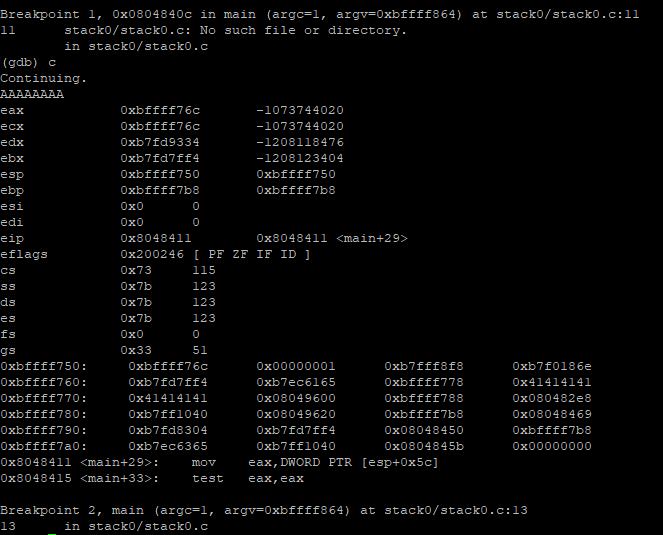 Breakpoint 1, 0x0804840c in main (argc=1, argv=0xbffff864) at stack0/stack0.c:11
11      stack0/stack0.c: No such file or directory.
        in stack0/stack0.c
(gdb) c
Continuing.
AAAAAAAA
eax            0xbffff76c       -1073744020
ecx            0xbffff76c       -1073744020
edx            0xb7fd9334       -1208118476
ebx            0xb7fd7ff4       -1208123404
esp            0xbffff750       0xbffff750
ebp            0xbffff7b8       0xbffff7b8
esi            0x0      0
edi            0x0      0
eip            0x8048411        0x8048411 <main+29>
eflags         0x200246 [ PF ZF IF ID ]
cs             0x73     115
ss             0x7b     123
ds             0x7b     123
es             0x7b     123
fs             0x0      0
gs             0x33     51
0xbffff750:     0xbffff76c      0x00000001      0xb7fff8f8      0xb7f0186e
0xbffff760:     0xb7fd7ff4      0xb7ec6165      0xbffff778      0x41414141
0xbffff770:     0x41414141      0x08049600      0xbffff788      0x080482e8
0xbffff780:     0xb7ff1040      0x08049620      0xbffff7b8      0x08048469
0xbffff790:     0xb7fd8304      0xb7fd7ff4      0x08048450      0xbffff7b8
0xbffff7a0:     0xb7ec6365      0xb7ff1040      0x0804845b      0x00000000
0x8048411 <main+29>:    mov    eax,DWORD PTR [esp+0x5c]
0x8048415 <main+33>:    test   eax,eax
Breakpoint 2, main (argc=1, argv=0xbffff864) at stack0/stack0.c:13
13      in stack0/stack0.c